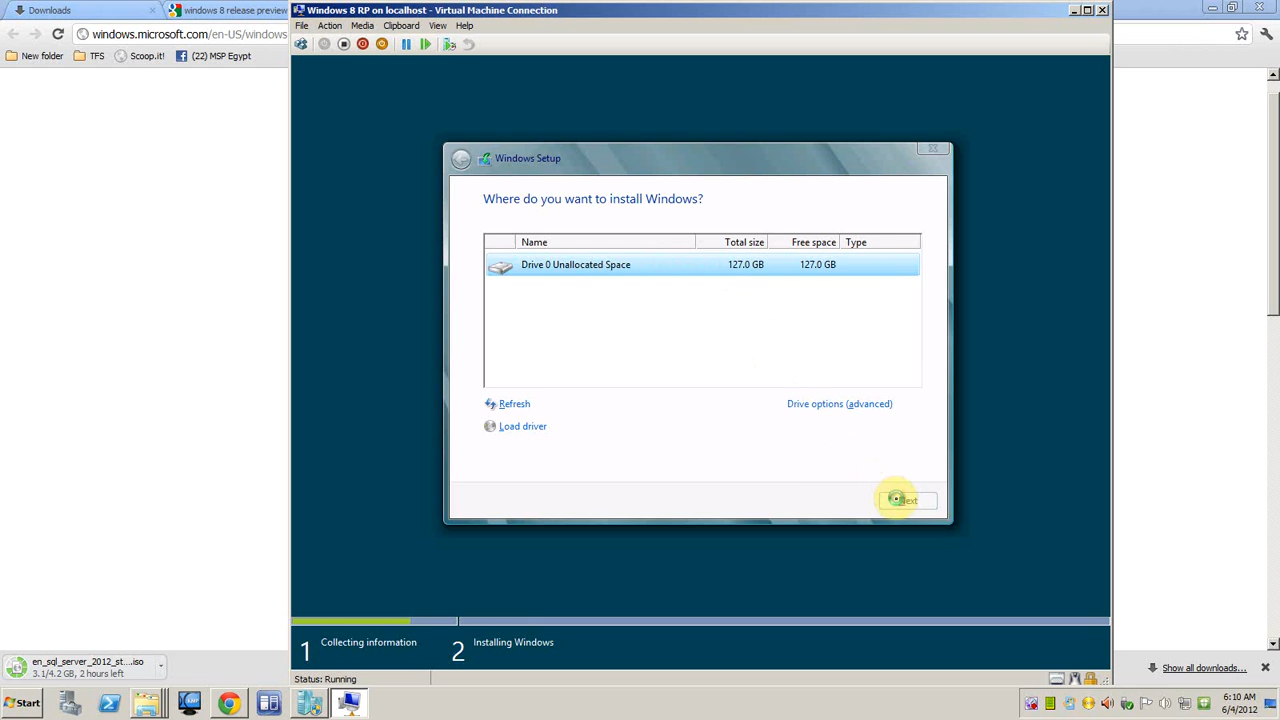 Downloads
windows 8 release preview
Windows 8 RP on localhost - Virtual Machine Connection
File Action Media Clipboard View Help
windows.microsoft.com/en-US/windows
New folder TFS Scoop.it! (22) MSP Egypt
Windows Setup
Where do you want to install Windows?
Name Total size Free space Type
Drive 0 Unallocated Space 127.0 GB 127.0 GB
Refresh Drive options (advanced)
Load driver
Next
1 Collecting information 2 Installing Windows
Status: Running
en_sql_server_2012_st....iso
3.1/4.2 GB, 2 hours left
Show all downloads...
Start
6:10 AM
6/4/2012